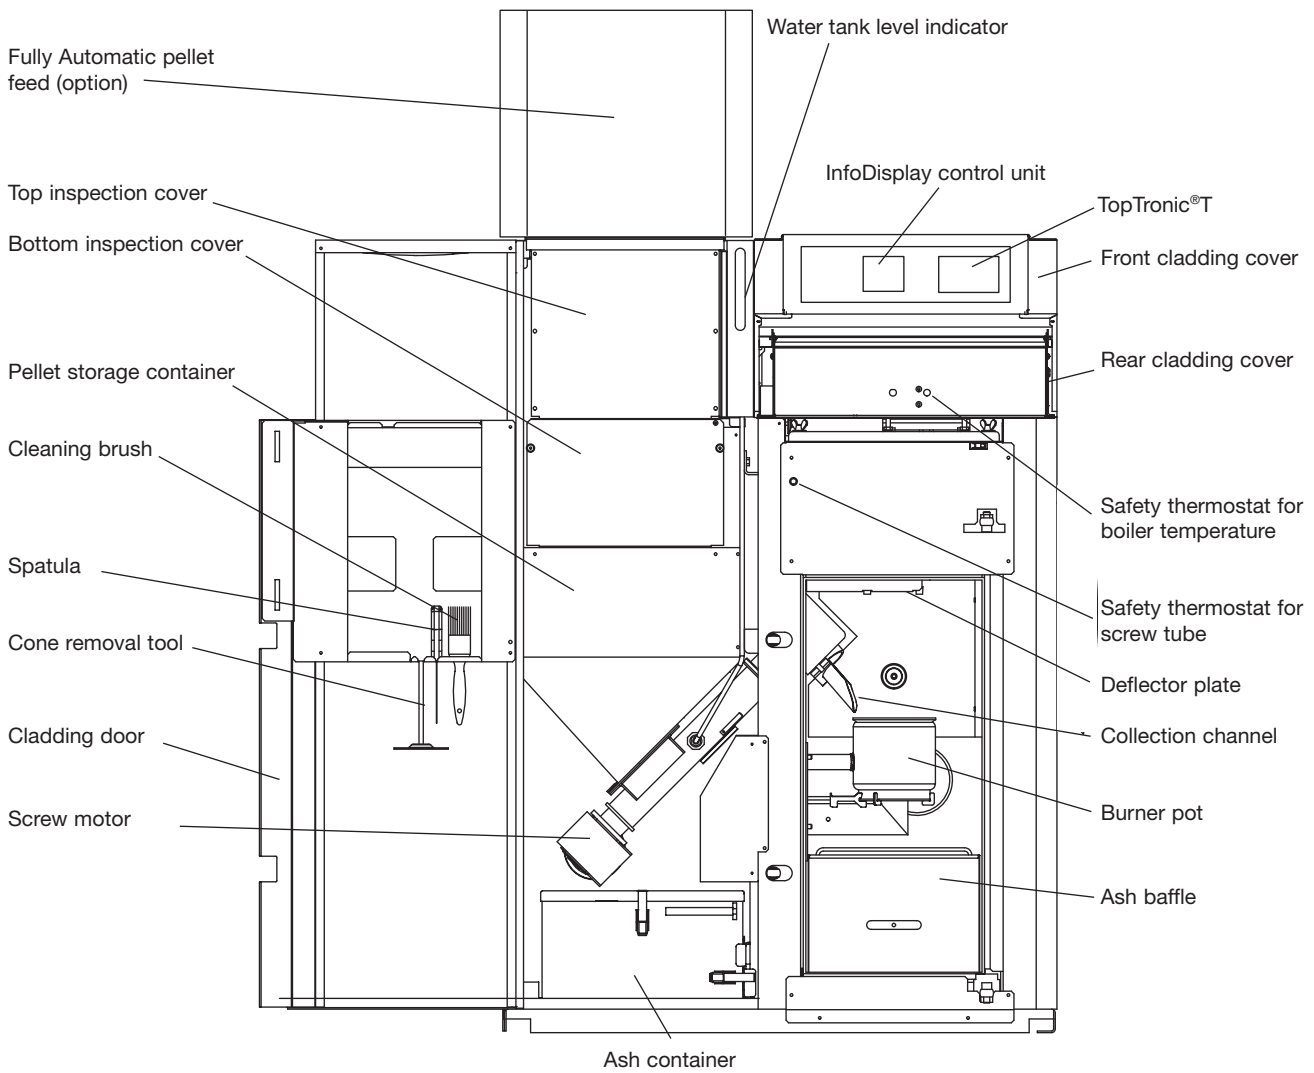 Water tank level indicator
Fully Automatic pellet
feed (option)
InfoDisplay control unit
Top inspection cover
TopTronic®T
Bottom inspection cover
Front cladding cover
Pellet storage container
Rear cladding cover
Cleaning brush
Safety thermostat for
boiler temperature
Spatula
Safety thermostat for
screw tube
Cone removal tool
Deflector plate
Cladding door
Collection channel
Screw motor
Burner pot
Ash baffle
Ash container